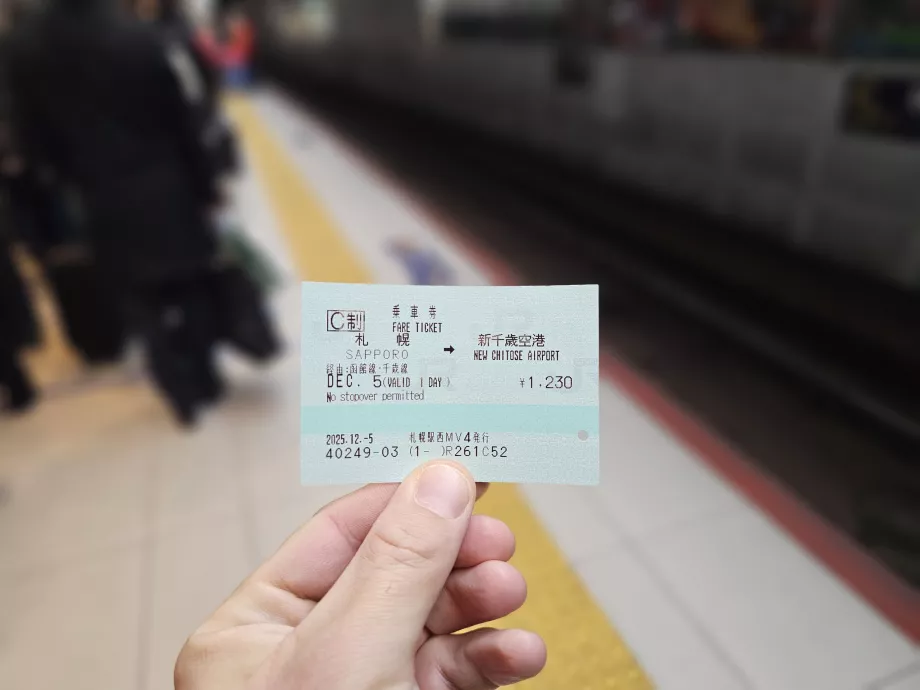 C制 乗車券
FARE TICKET
札幌 → 新千歳空港
SAPPORO NEW CHITOSE AIRPORT
経由:函館線・千歳線
DEC. 5(VALID 1 DAY) ¥1,230
No stopover permitted
2025.12.-5 札幌駅西MV4発行
40249-03 (1- )R261C52